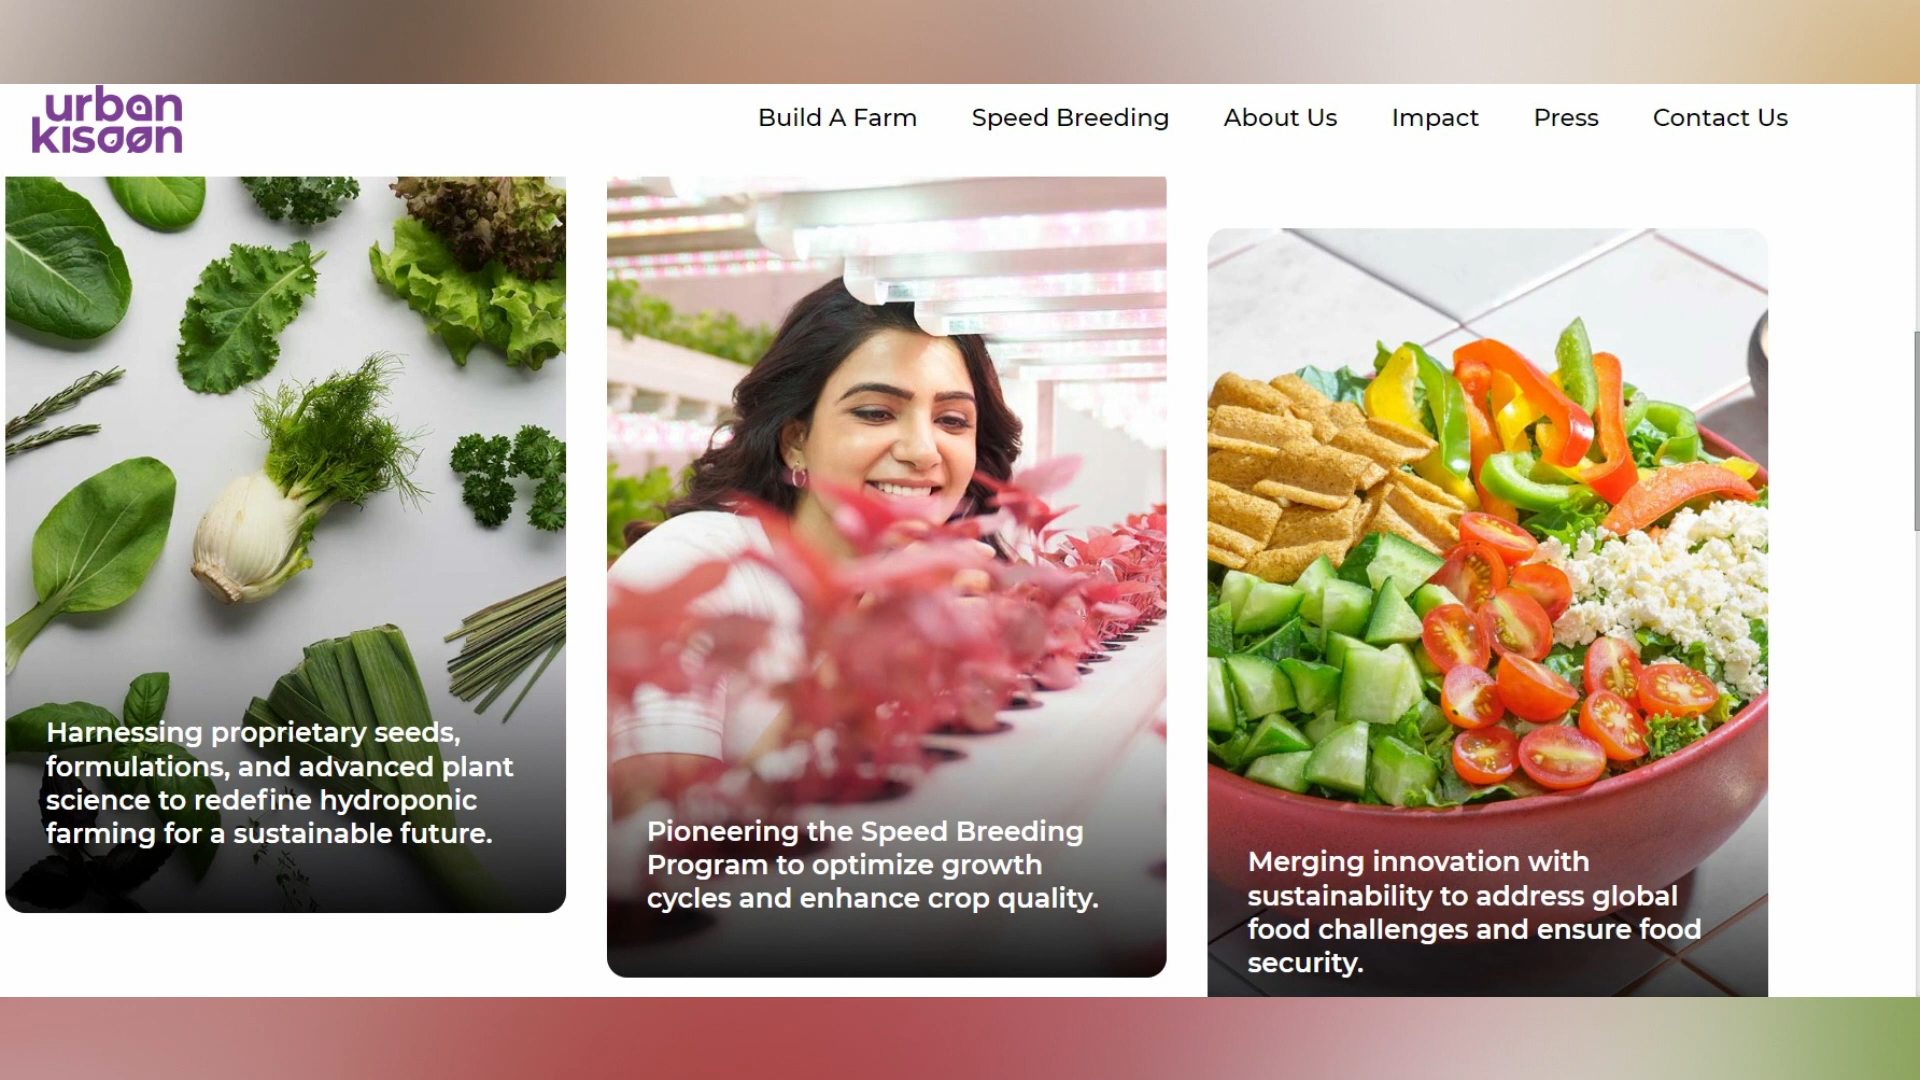 urban
kisaan
Build A Farm
Speed Breeding
About Us
Impact
Press
Contact Us
Harnessing proprietary seeds,
formulations, and advanced plant
science to redefine hydroponic
farming for a sustainable future.
Pioneering the Speed Breeding
Program to optimize growth
cycles and enhance crop quality.
Merging innovation with
sustainability to address global
food challenges and ensure food
security.